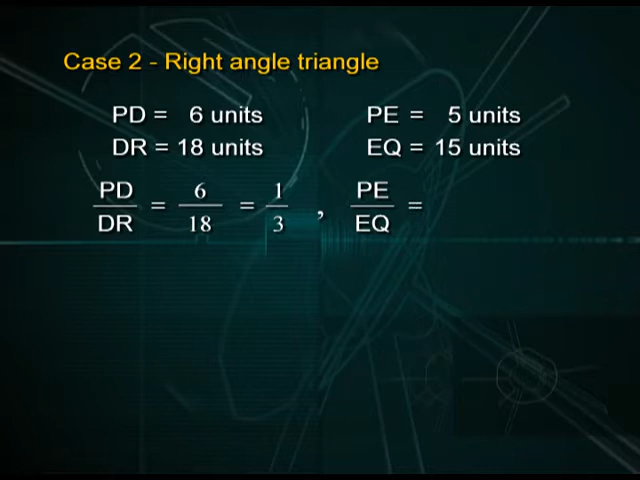 Case 2 - Right angle triangle
PD = 6 units PE = 5 units
DR = 18 units EQ = 15 units
PD/DR = 6/18 = 1/3 , PE/EQ =